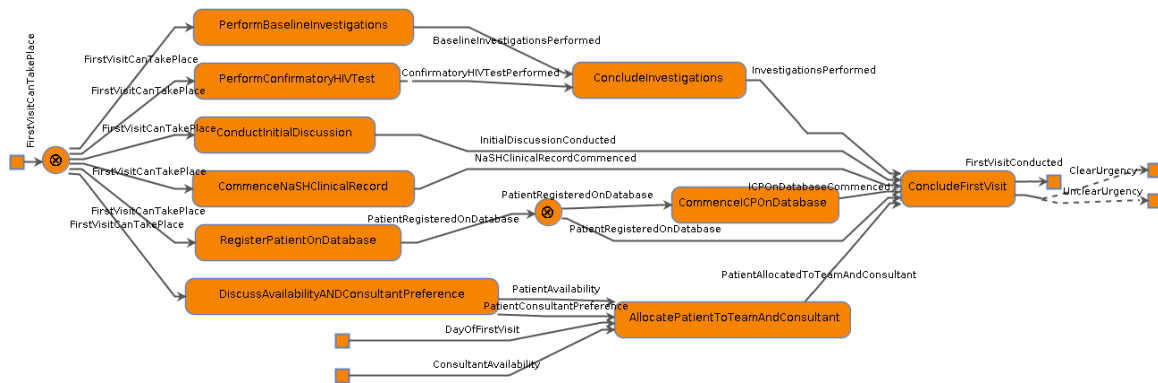 FirstVisitCanTakePlace
PerformBaselineInvestigations
BaselineInvestigationsPerformed
FirstVisitCanTakePlace
PerformConfirmatoryHIVTest
ConfirmatoryHIVTestPerformed
ConcludeInvestigations
InvestigationsPerformed
FirstVisitCanTakePlace
ConductInitialDiscussion
FirstVisitCanTakePlace
InitialDiscussionConducted
NaSHClinicalRecordCommenced
FirstVisitConducted
ClearUrgency
FirstVisitCanTakePlace
CommenceNaSHClinicalRecord
PatientRegisteredOnDatabase
ICPOnDatabaseCommenced
ConcludeFirstVisit
UnclearUrgency
CommenceICPOnDatabase
FirstVisitCanTakePlace
PatientRegisteredOnDatabase
FirstVisitCanTakePlace
PatientRegisteredOnDatabase
RegisterPatientOnDatabase
PatientAllocatedToTeamAndConsultant
DiscussAvailabilityANDConsultantPreference
PatientAvailability
PatientConsultantPreference
AllocatePatientToTeamAndConsultant
DayOfFirstVisit
ConsultantAvailability